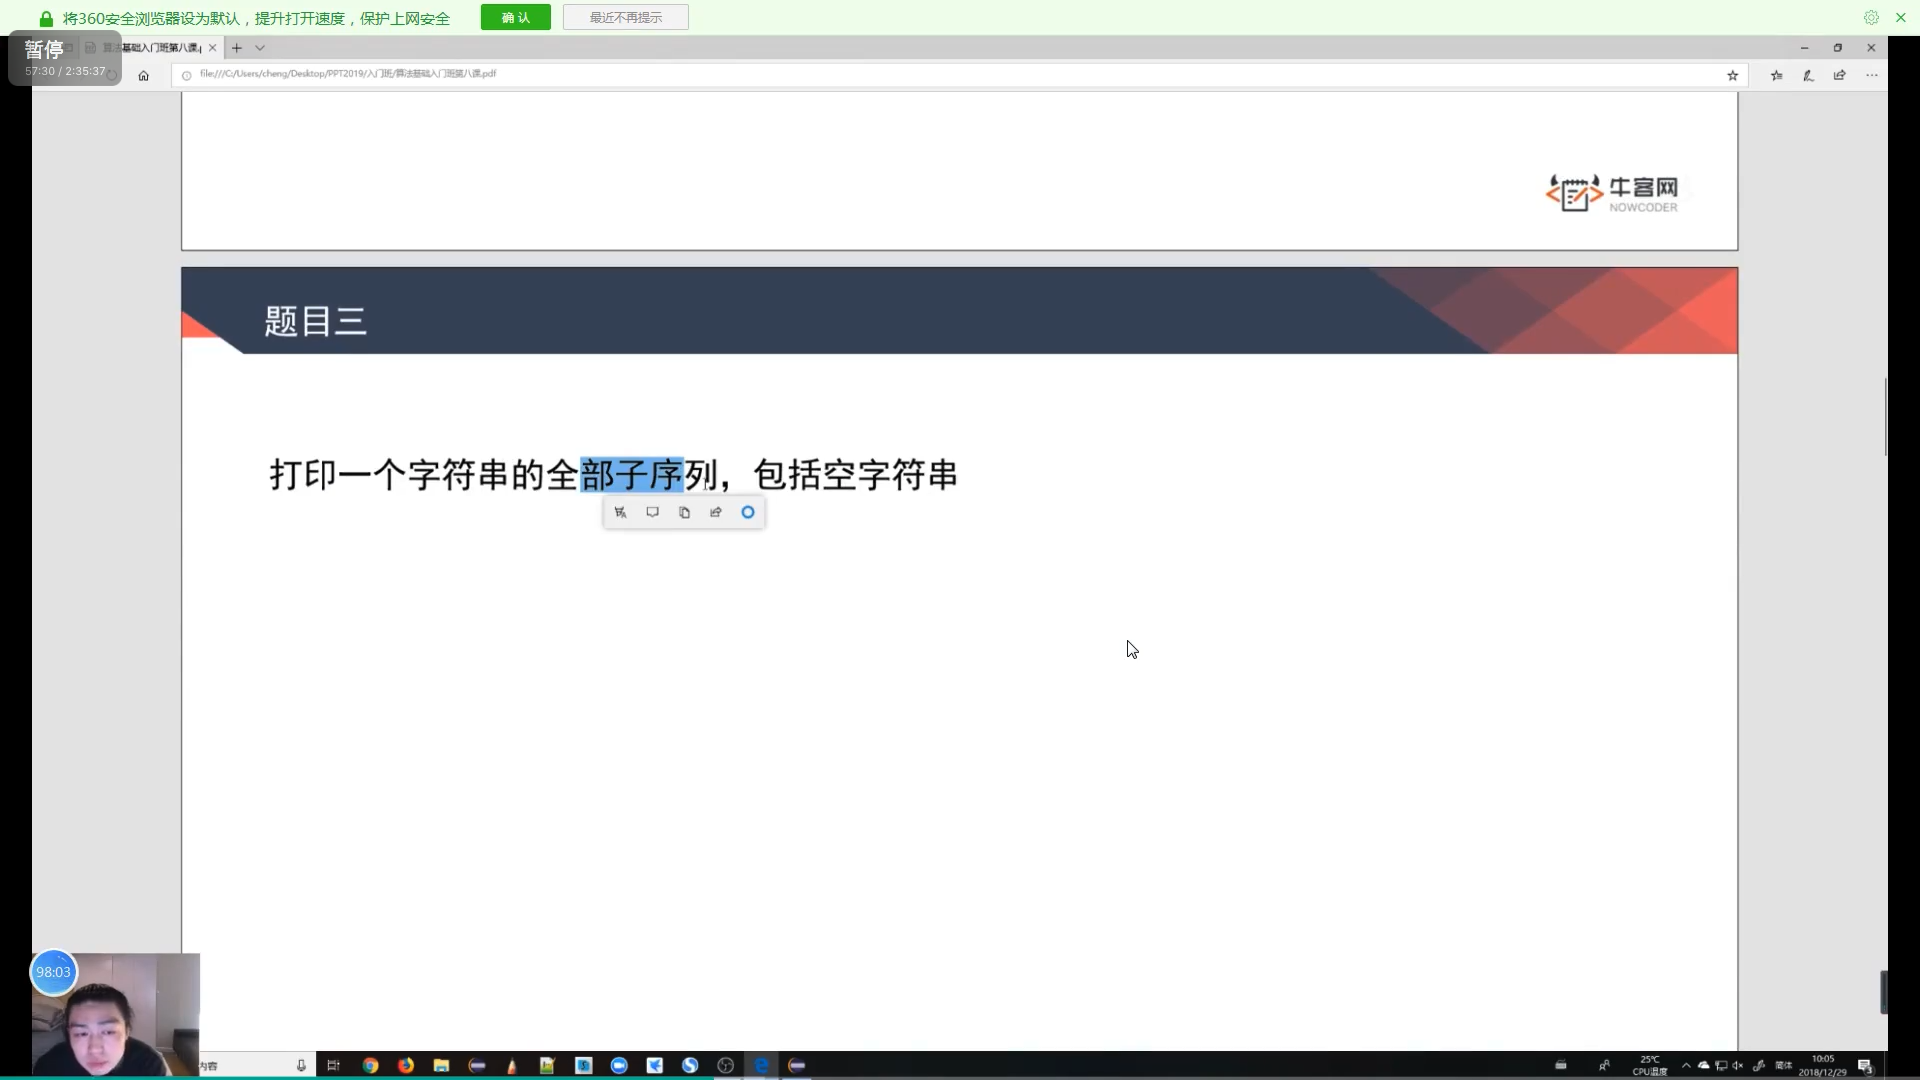 将360安全浏览器设为默认，提升打开速度，保护上网安全
确 认
最近不再提示
暂停
57:30 / 2:35:37
基础入门班第八课.
file:///C:/Users/cheng/Desktop/PPT2019/入门班/算法基础入门班第八课.pdf
牛客网
NOWCODER
题目三
打印一个字符串的全部子序列，包括空字符串
98:03
内容
25℃
CPU温度
简体
10:05
2018/12/29